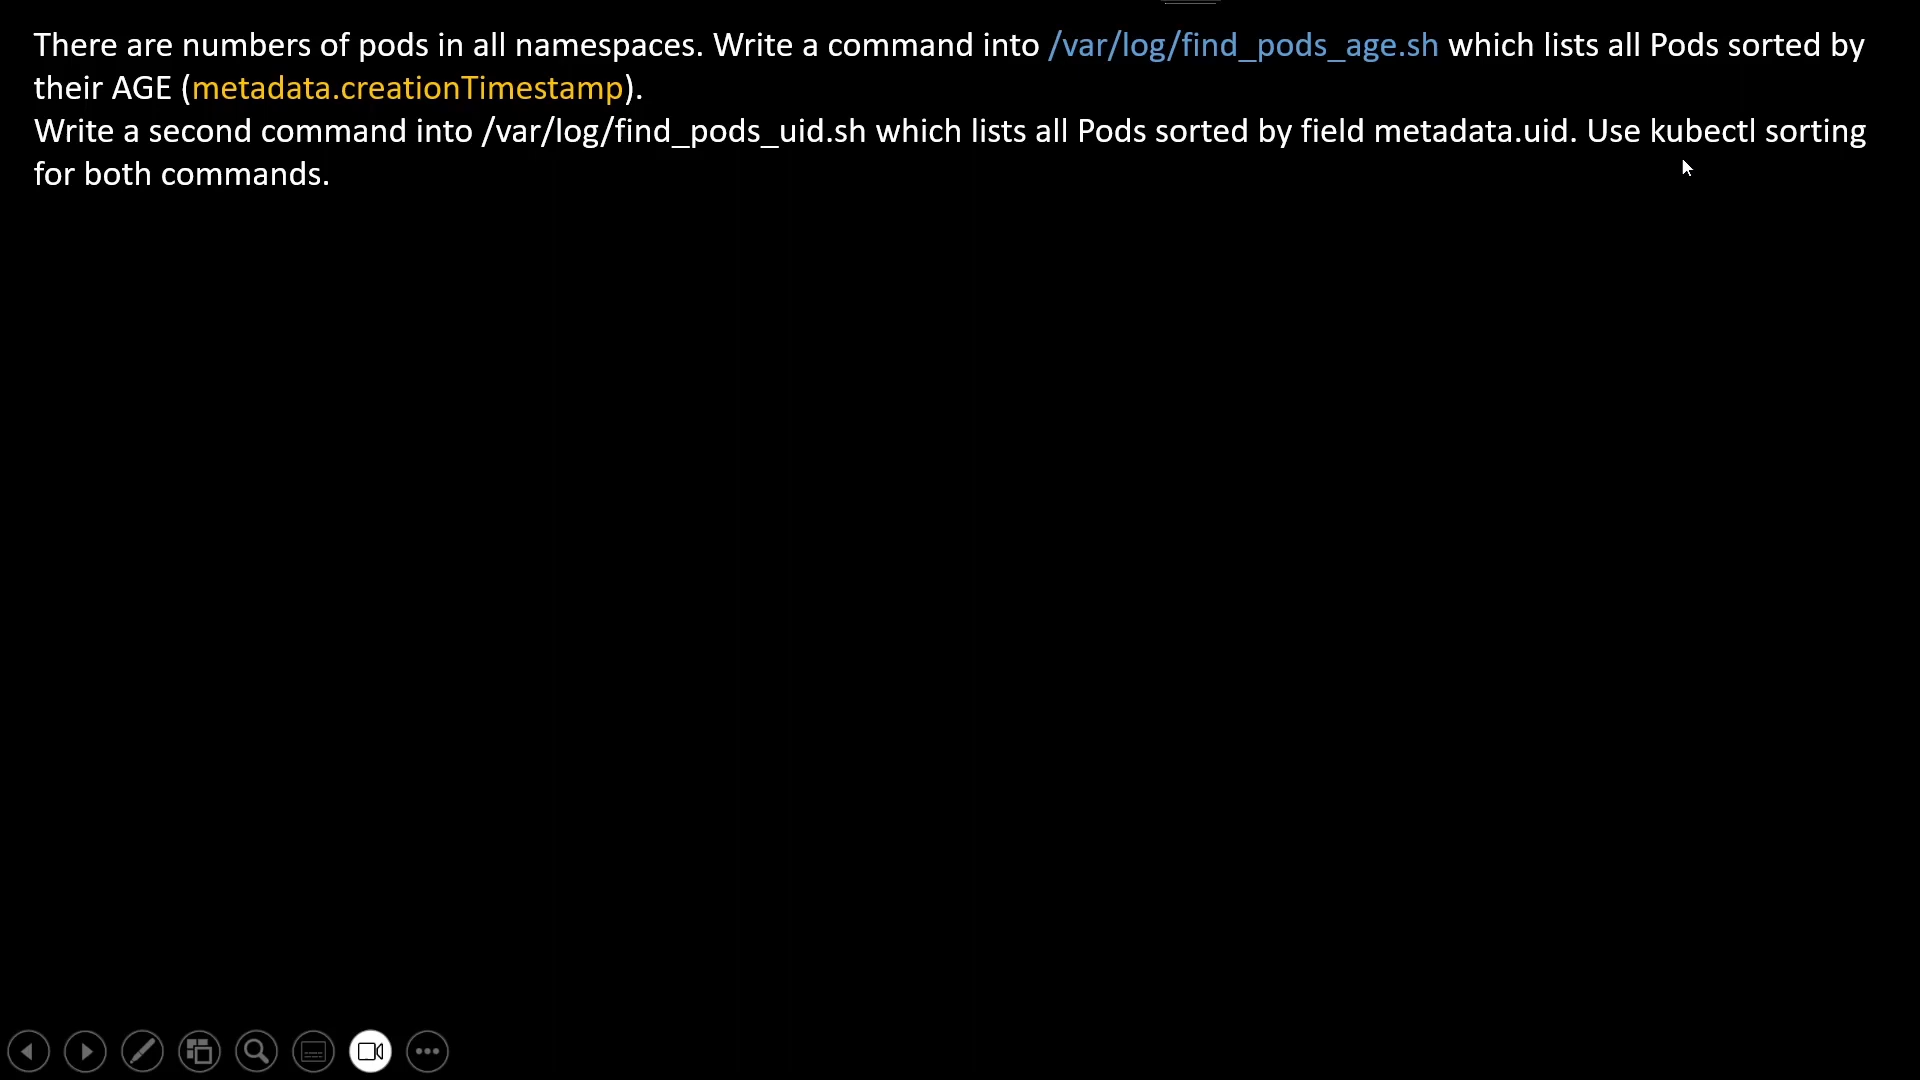 There are numbers of pods in all namespaces. Write a command into /var/log/find_pods_age.sh which lists all Pods sorted by
their AGE (metadata.creationTimestamp).
Write a second command into /var/log/find_pods_uid.sh which lists all Pods sorted by field metadata.uid. Use kubectl sorting
for both commands.